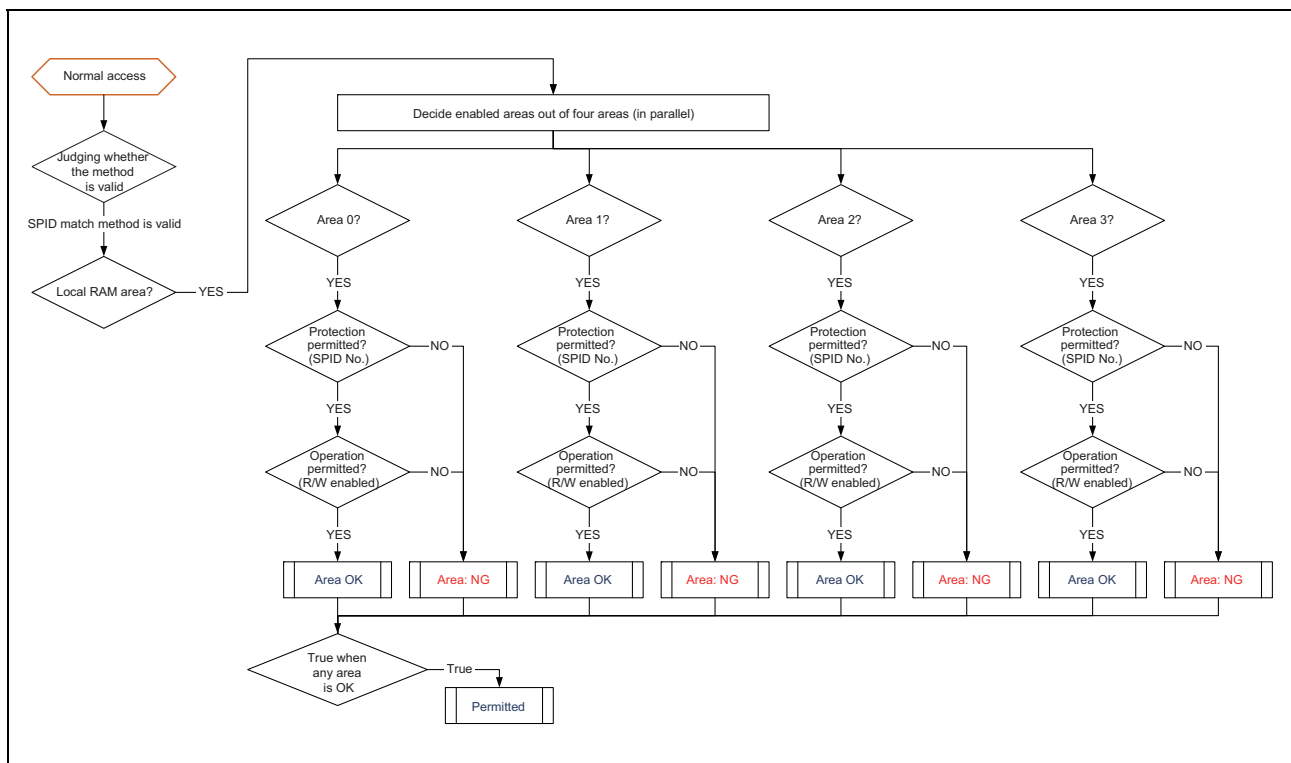 Normal access
Judging whether
the method
is valid
SPID match method is valid
Local RAM area?
YES
Decide enabled areas out of four areas (in parallel)
Area 0?
Area 1?
Area 2?
Area 3?
YES
YES
YES
YES
Protection
permitted?
(SPID No.)
NO
Protection
permitted?
(SPID No.)
NO
Protection
permitted?
(SPID No.)
NO
Protection
permitted?
(SPID No.)
NO
YES
YES
YES
YES
Operation
permitted?
(R/W enabled)
NO
Operation
permitted?
(R/W enabled)
NO
Operation
permitted?
(R/W enabled)
NO
Operation
permitted?
(R/W enabled)
NO
YES
YES
YES
YES
Area OK
Area: NG
Area OK
Area: NG
Area OK
Area: NG
Area OK
Area: NG
True when
any area
is OK
True
Permitted